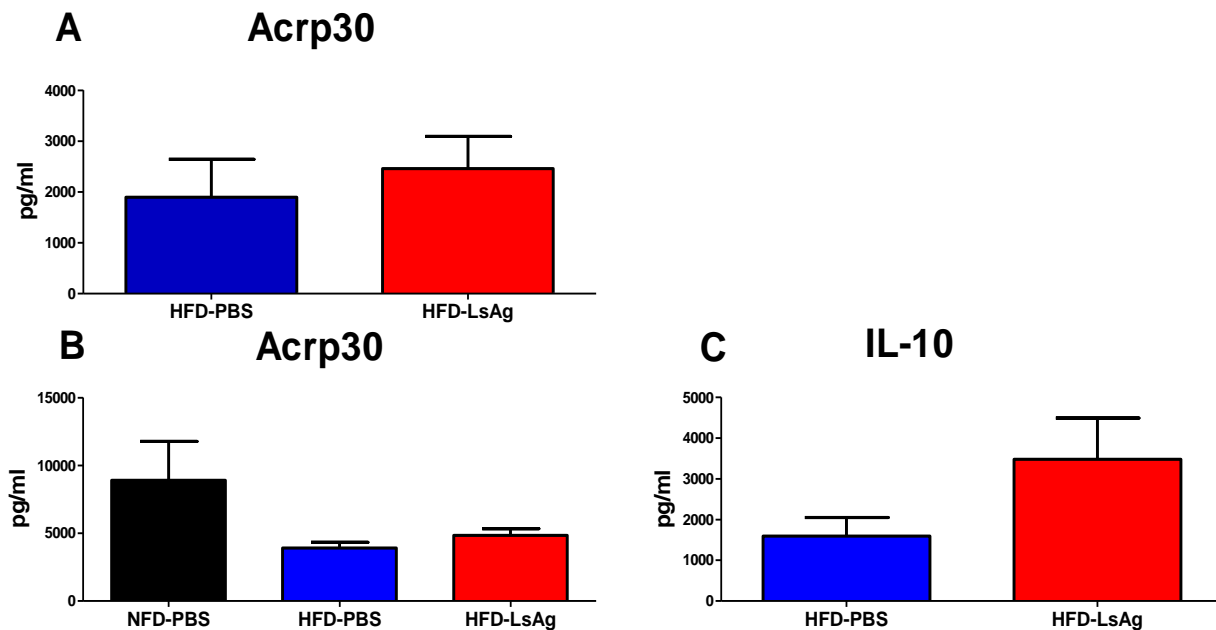 A Acrp30
pg/ml
4000
3000
2000
1000
0
HFD-PBS HFD-LsAg
B Acrp30
pg/ml
15000
10000
5000
0
NFD-PBS HFD-PBS HFD-LsAg
C IL-10
pg/ml
5000
4000
3000
2000
1000
0
HFD-PBS HFD-LsAg